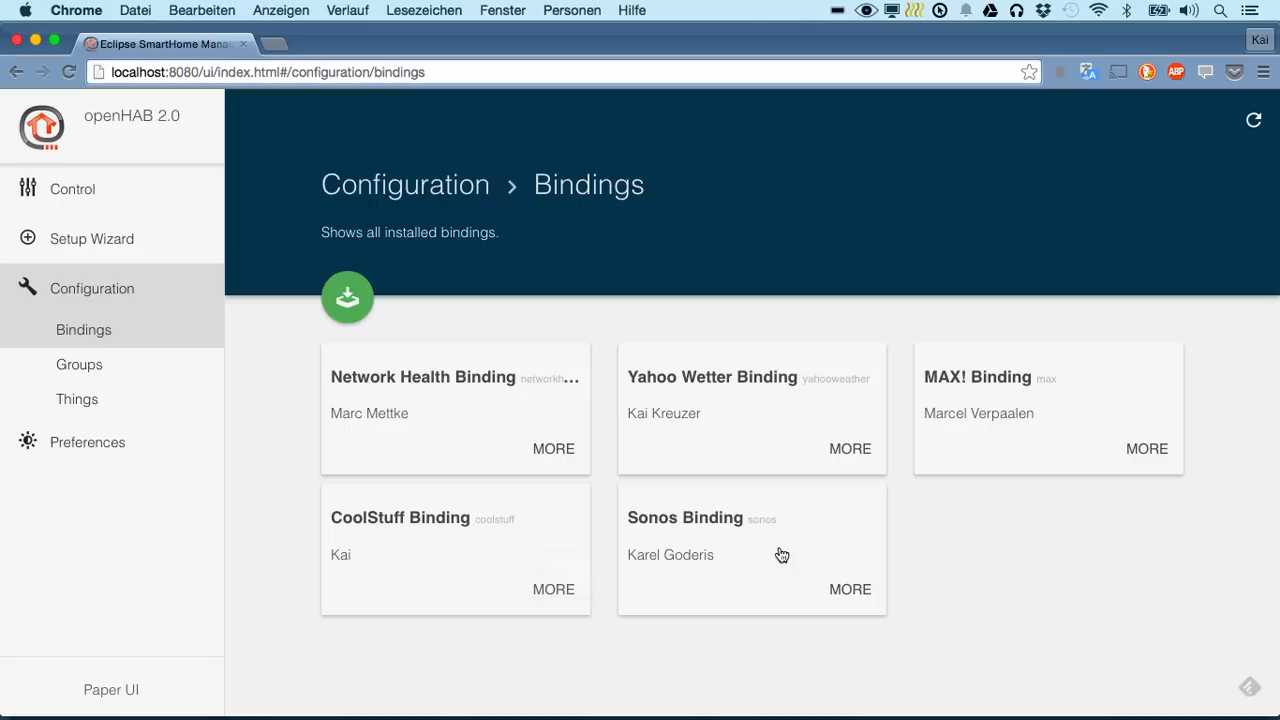 Chrome Datei Bearbeiten Anzeigen Verlauf Lesezeichen Fenster Personen Hilfe
Eclipse SmartHome Mana
Kai
localhost:8080/ui/index.html#/configuration/bindings
ABP
openHAB 2.0
Control
Setup Wizard
Configuration
Bindings
Groups
Things
Preferences
Paper UI
Configuration > Bindings
Shows all installed bindings.
Network Health Binding networkh...
Marc Mettke
MORE
Yahoo Wetter Binding yahooweather
Kai Kreuzer
MORE
MAX! Binding max
Marcel Verpaalen
MORE
CoolStuff Binding coolstuff
Kai
MORE
Sonos Binding sonos
Karel Goderis
MORE